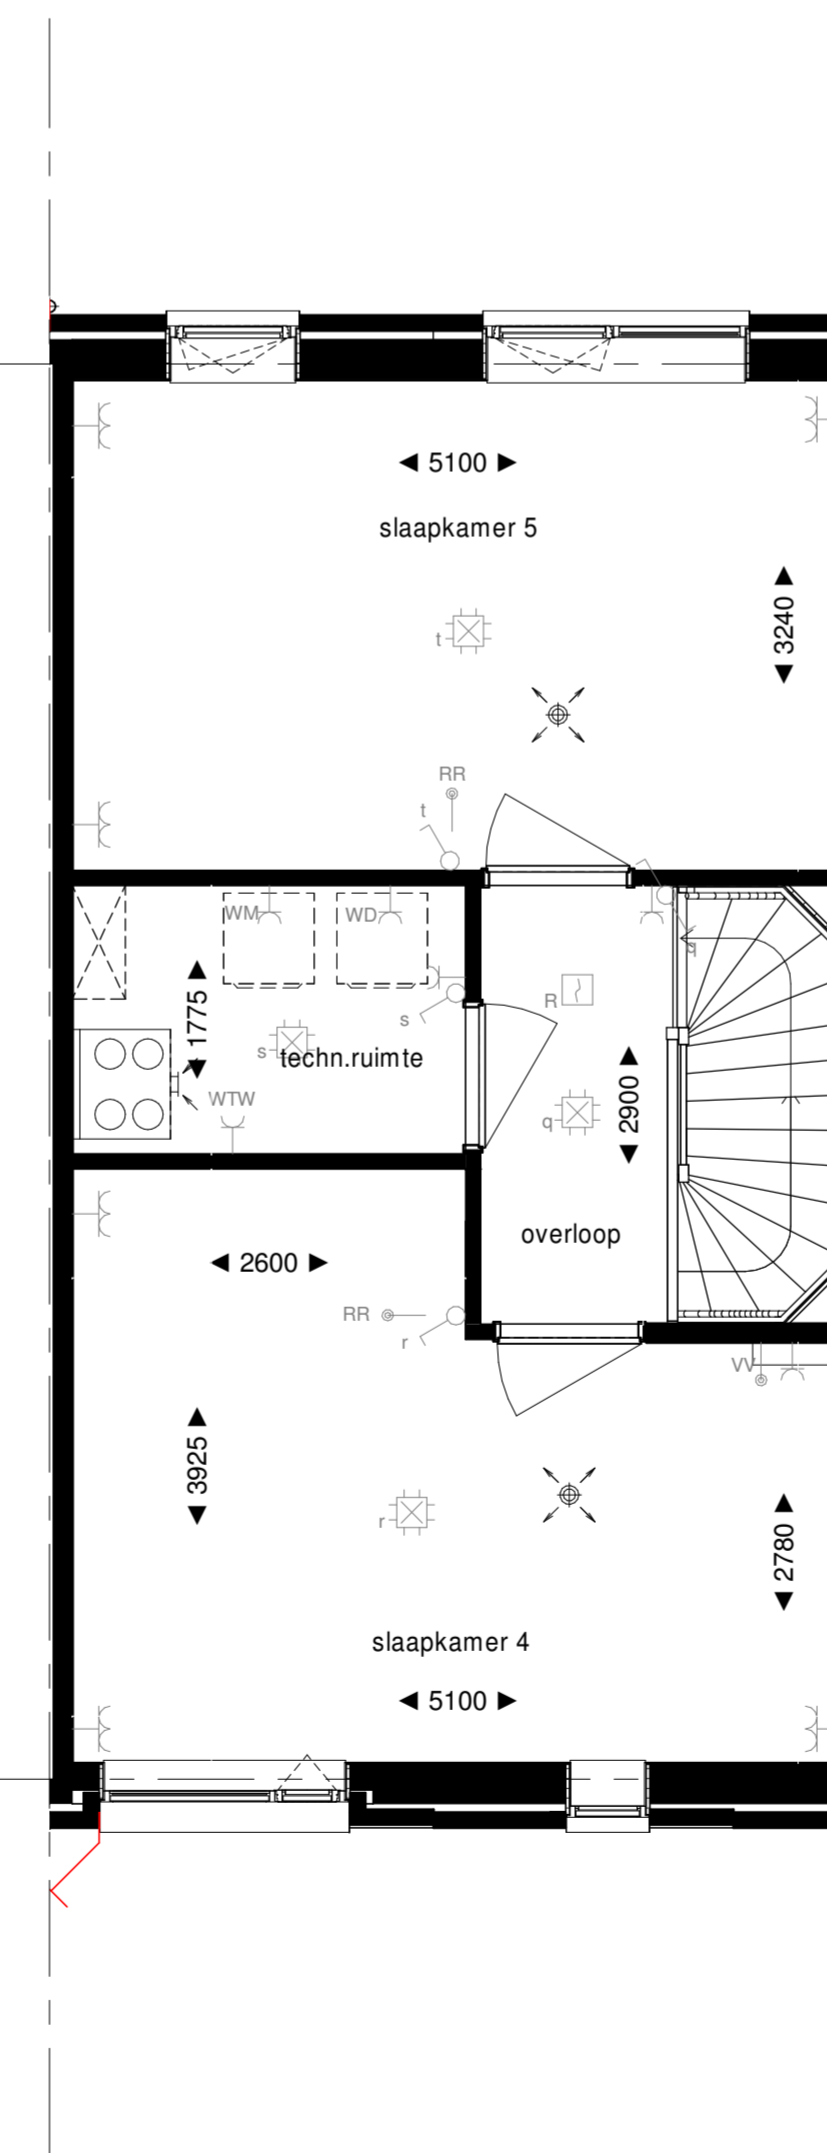 5100
slaapkamer 5
3240
t
RR
t
WM
WD
q
R
1775
s
s
techn.ruimte
WTW
2900
q
overloop
2600
RR
r
VV
3925
r
2780
slaapkamer 4
5100